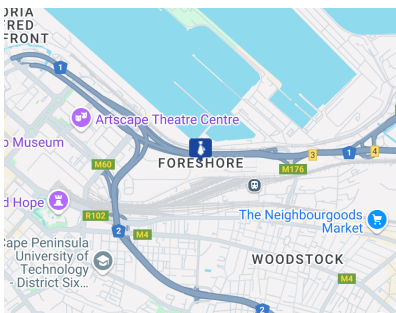 ORIA
FRED
FRONT
1
Artscape Theatre Centre
o Museum
M60
FORESHORE
3
1
4
M176
d Hope
R102
The Neighbourgoods
Market
2
M4
Cape Peninsula
University of
Technology
- District Six...
WOODSTOCK
M4
2